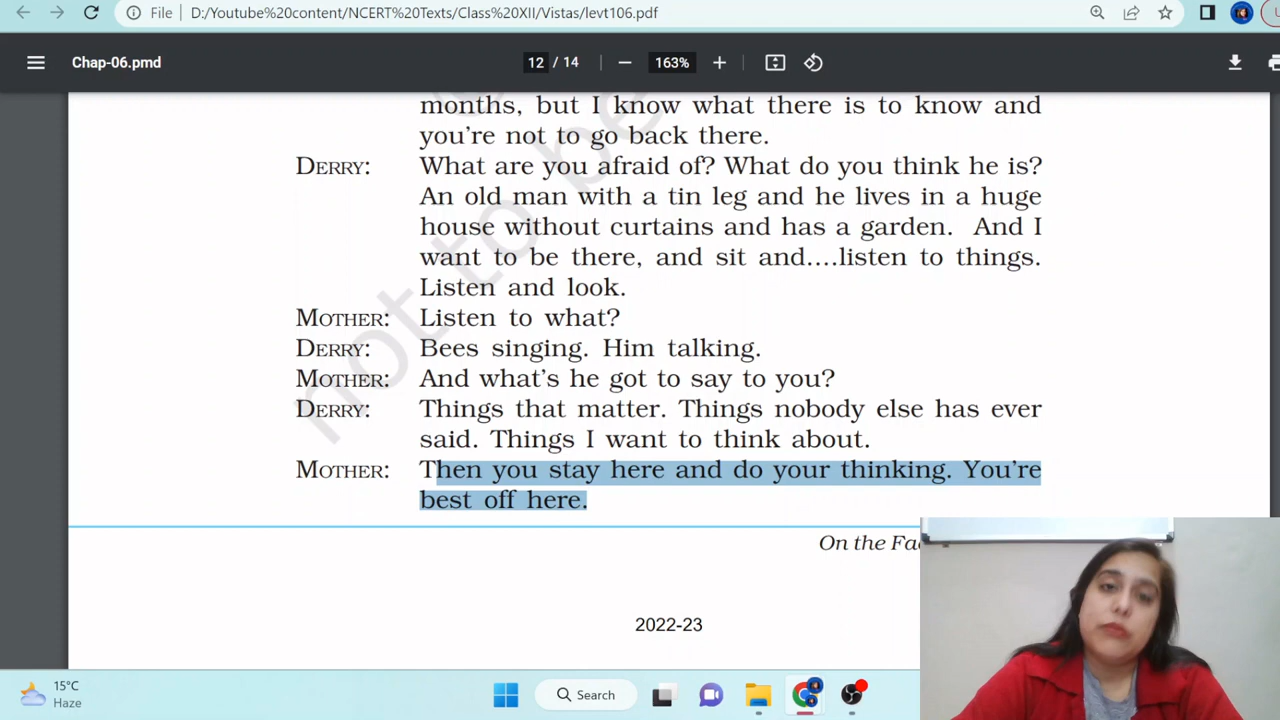 File D:/Youtube%20content/NCERT%20Texts/Class%20XII/Vistas/levt106.pdf
Chap-06.pmd 12 / 14 163%
months, but I know what there is to know and
you're not to go back there.
DERRY: What are you afraid of? What do you think he is?
An old man with a tin leg and he lives in a huge
house without curtains and has a garden. And I
want to be there, and sit and....listen to things.
Listen and look.
MOTHER: Listen to what?
DERRY: Bees singing. Him talking.
MOTHER: And what's he got to say to you?
DERRY: Things that matter. Things nobody else has ever
said. Things I want to think about.
MOTHER: Then you stay here and do your thinking. You're
best off here.
On the
2022-23
not to be
15°C
Haze
Search